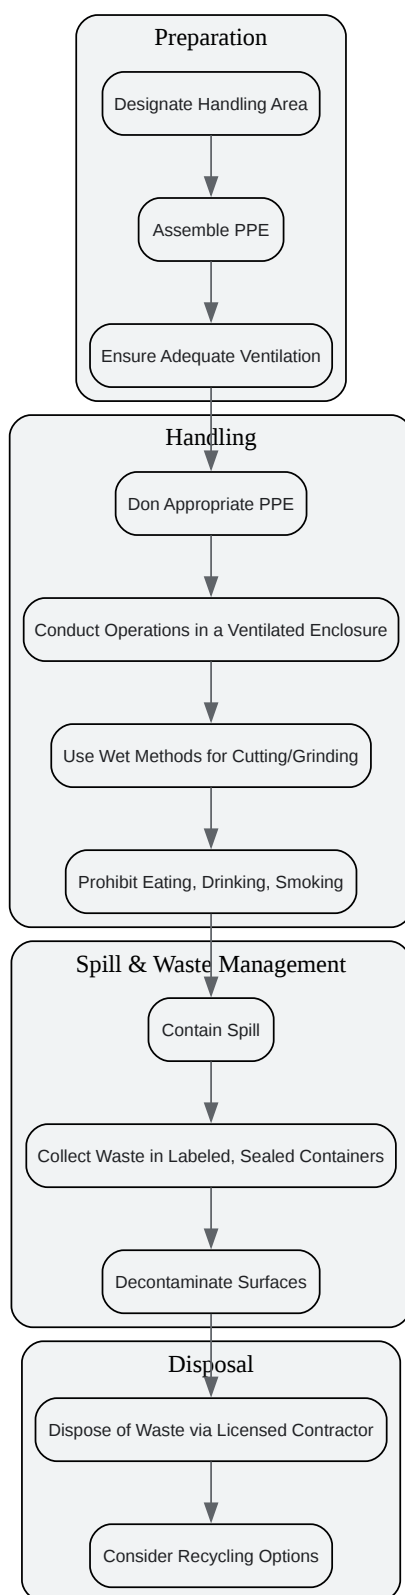 Preparation
Designate Handling Area
Assemble PPE
Ensure Adequate Ventilation
Handling
Don Appropriate PPE
Conduct Operations in a Ventilated Enclosure
Use Wet Methods for Cutting/Grinding
Prohibit Eating, Drinking, Smoking
Spill & Waste Management
Contain Spill
Collect Waste in Labeled, Sealed Containers
Decontaminate Surfaces
Disposal
Dispose of Waste via Licensed Contractor
Consider Recycling Options